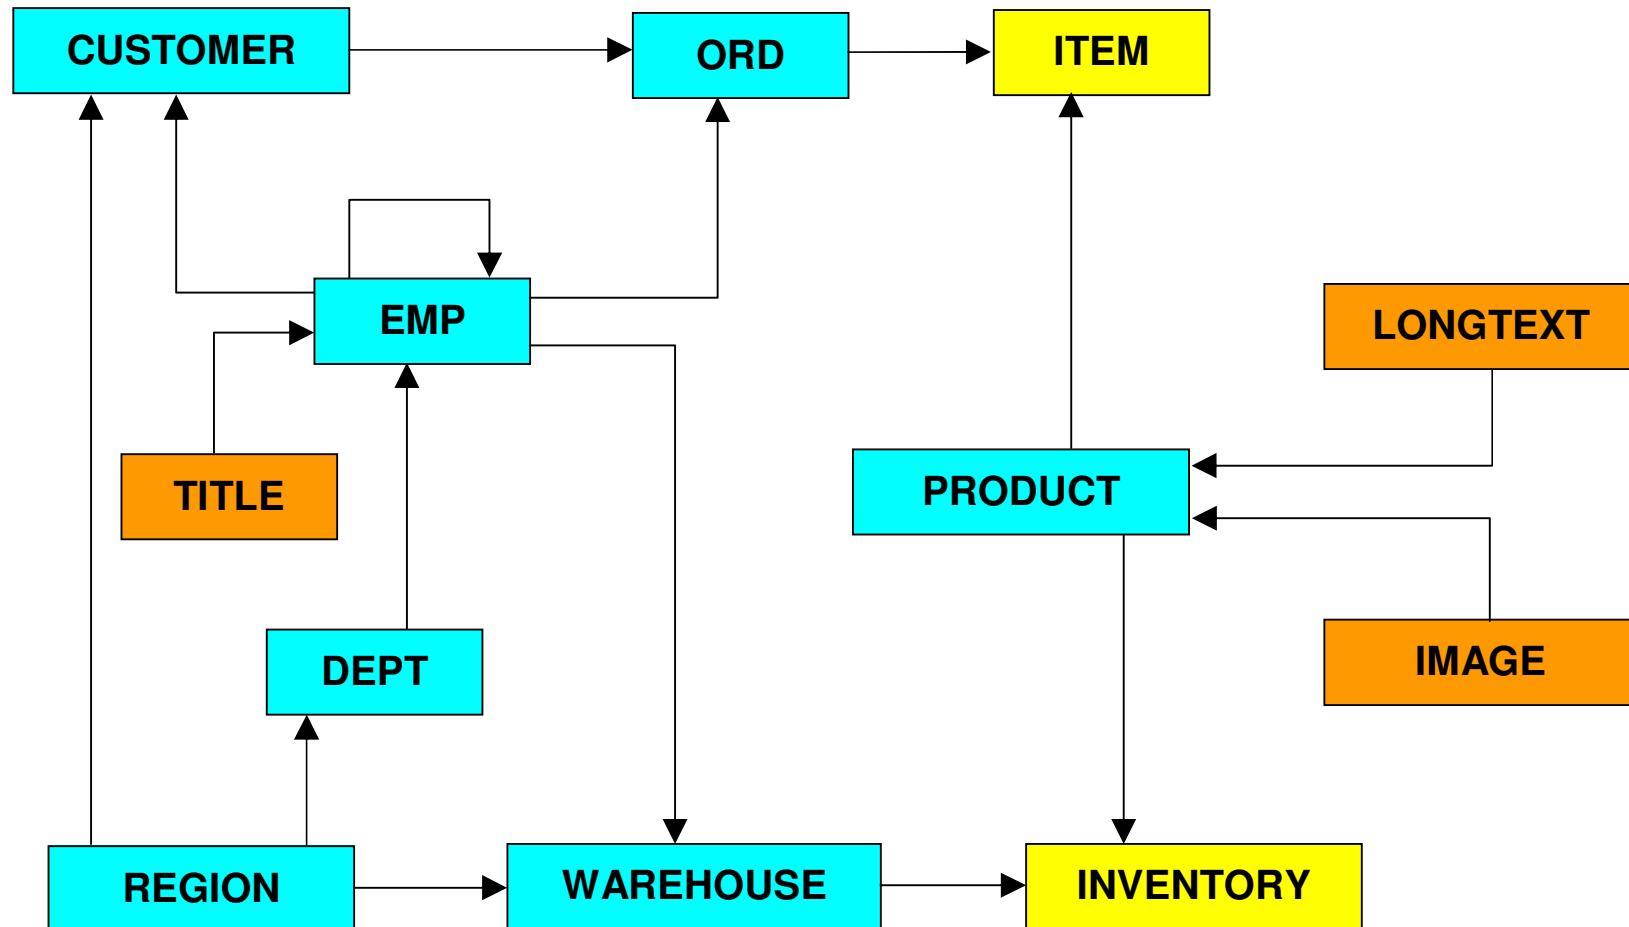 CUSTOMER
ORD
ITEM
EMP
LONGTEXT
TITLE
PRODUCT
DEPT
IMAGE
REGION
WAREHOUSE
INVENTORY